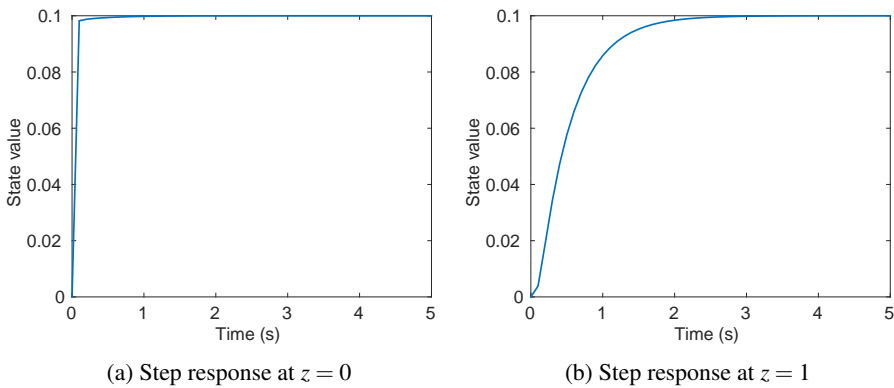 0.1
0.08
0.06
0.04
0.02
0
State value
0 1 2 3 4 5
Time (s)
(a) Step response at z = 0
0.1
0.08
0.06
0.04
0.02
0
State value
0 1 2 3 4 5
Time (s)
(b) Step response at z = 1